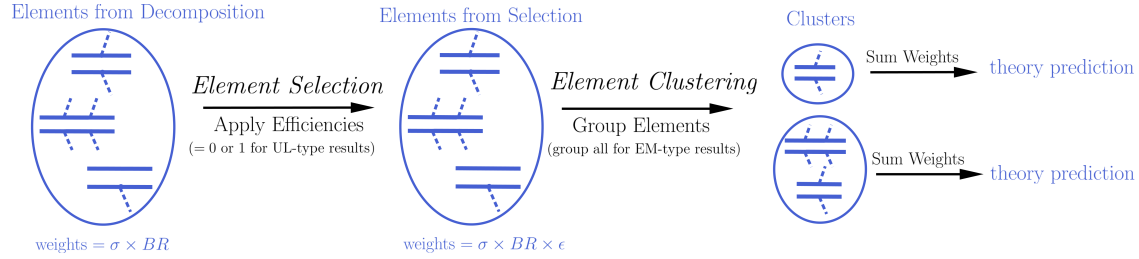 Elements from Decomposition
weights = σ × BR
Element Selection
Apply Efficiencies
(= 0 or 1 for UL-type results)
Elements from Selection
weights = σ × BR × ϵ
Element Clustering
Group Elements
(group all for EM-type results)
Clusters
Sum Weights
theory prediction
Sum Weights
theory prediction